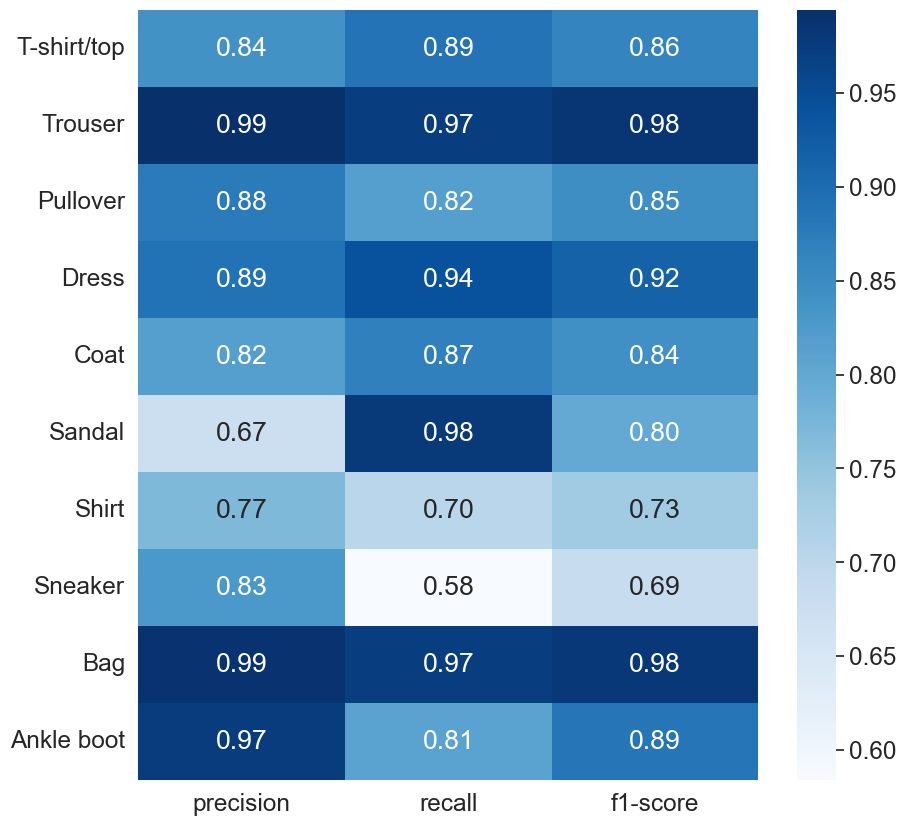 T-shirt/top 0.84 0.89 0.86
Trouser 0.99 0.97 0.98
Pullover 0.88 0.82 0.85
Dress 0.89 0.94 0.92
Coat 0.82 0.87 0.84
Sandal 0.67 0.98 0.80
Shirt 0.77 0.70 0.73
Sneaker 0.83 0.58 0.69
Bag 0.99 0.97 0.98
Ankle boot 0.97 0.81 0.89
precision recall f1-score
0.95
0.90
0.85
0.80
0.75
0.70
0.65
0.60